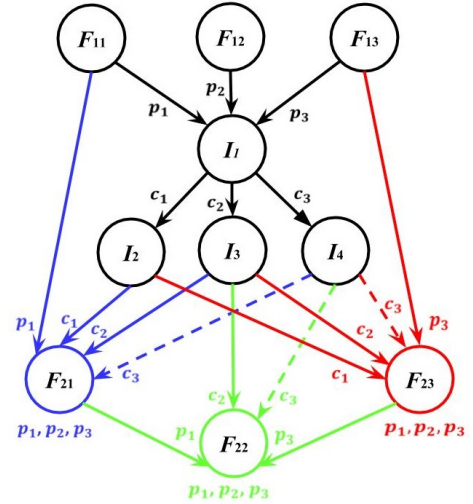 F₁₁ F₁₂ F₁₃
p₁ p₂ p₃
I₁
c₁ c₂ c₃
I₂ I₃ I₄
p₁ c₁ c₂ c₃ c₂ p₃
c₃ c₂ c₃ c₁
F₂₁ F₂₃
p₁, p₂, p₃ p₁ F₂₂ p₃ p₁, p₂, p₃
p₁, p₂, p₃